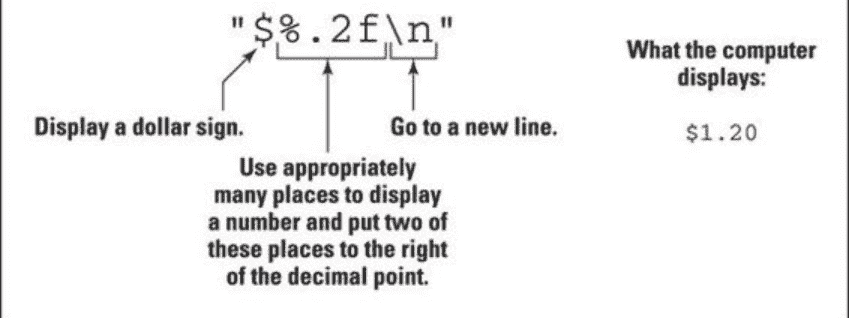 "$%.2f\n"
What the computer
displays:
Display a dollar sign.
Go to a new line.
$1.20
Use appropriately
many places to display
a number and put two of
these places to the right
of the decimal point.